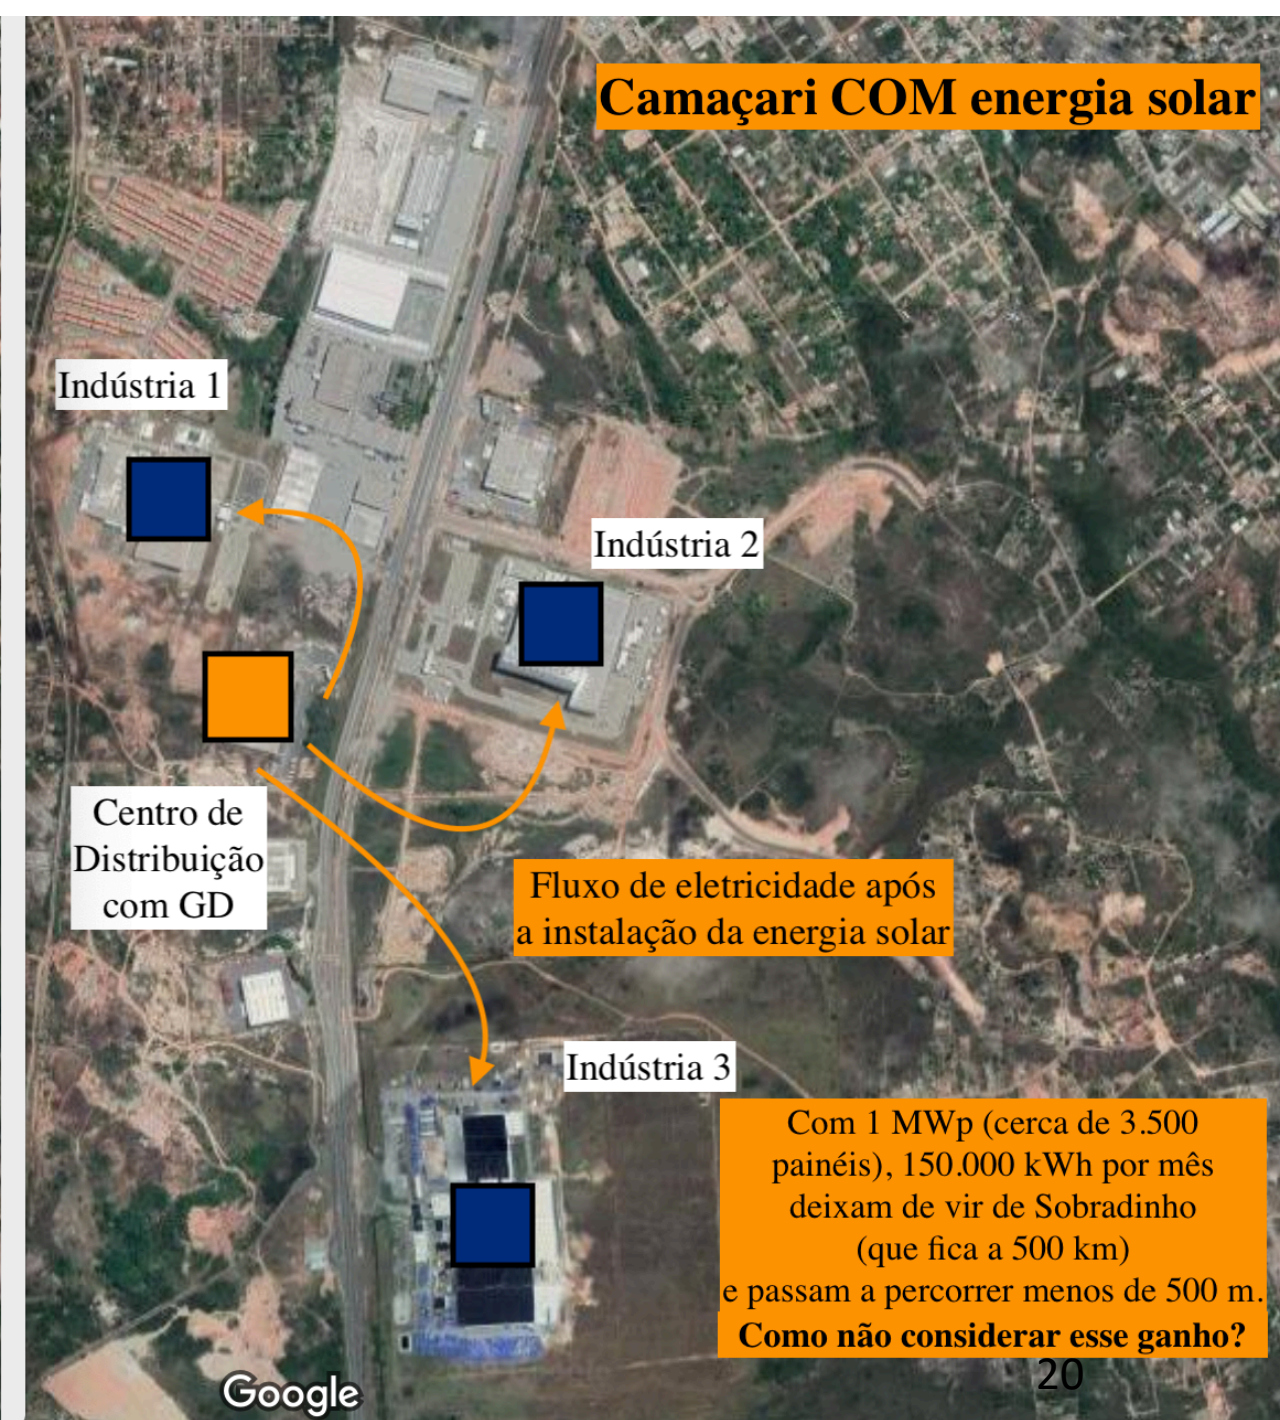 Camaçari COM energia solar
Indústria 1
Indústria 2
Centro de
Distribuição
com GD
Fluxo de eletricidade após
a instalação da energia solar
Indústria 3
Com 1 MWp (cerca de 3.500
painéis), 150.000 kWh por mês
deixam de vir de Sobradinho
(que fica a 500 km)
e passam a percorrer menos de 500 m.
Como não considerar esse ganho?
20
Google